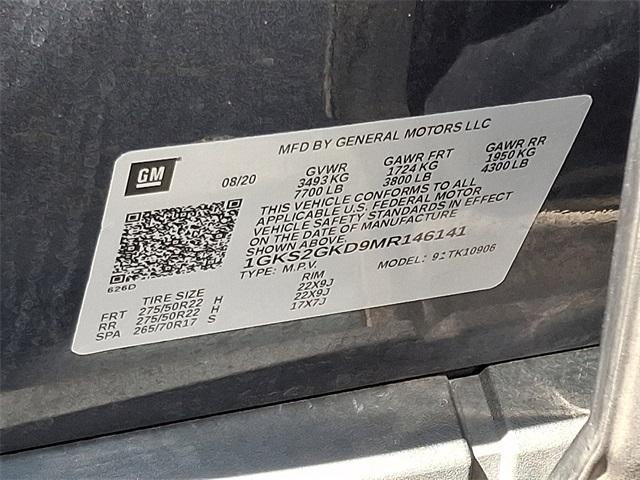 MFD BY GENERAL MOTORS LLC
GM
08/20 GVWR GAWR FRT GAWR RR
3493 KG 1724 KG 1950 KG
7700 LB 3800 LB 4300 LB
THIS VEHICLE CONFORMS TO ALL
APPLICABLE U.S. FEDERAL MOTOR
VEHICLE SAFETY STANDARDS IN EFFECT
ON THE DATE OF MANUFACTURE
SHOWN ABOVE.
1GKS2GKD9MR146141
TYPE: M.P.V. MODEL: 91TK10906
626D
TIRE SIZE RIM
FRT 275/50R22 H 22X9J
RR 275/50R22 H 22X9J
SPA 265/70R17 S 17X7J